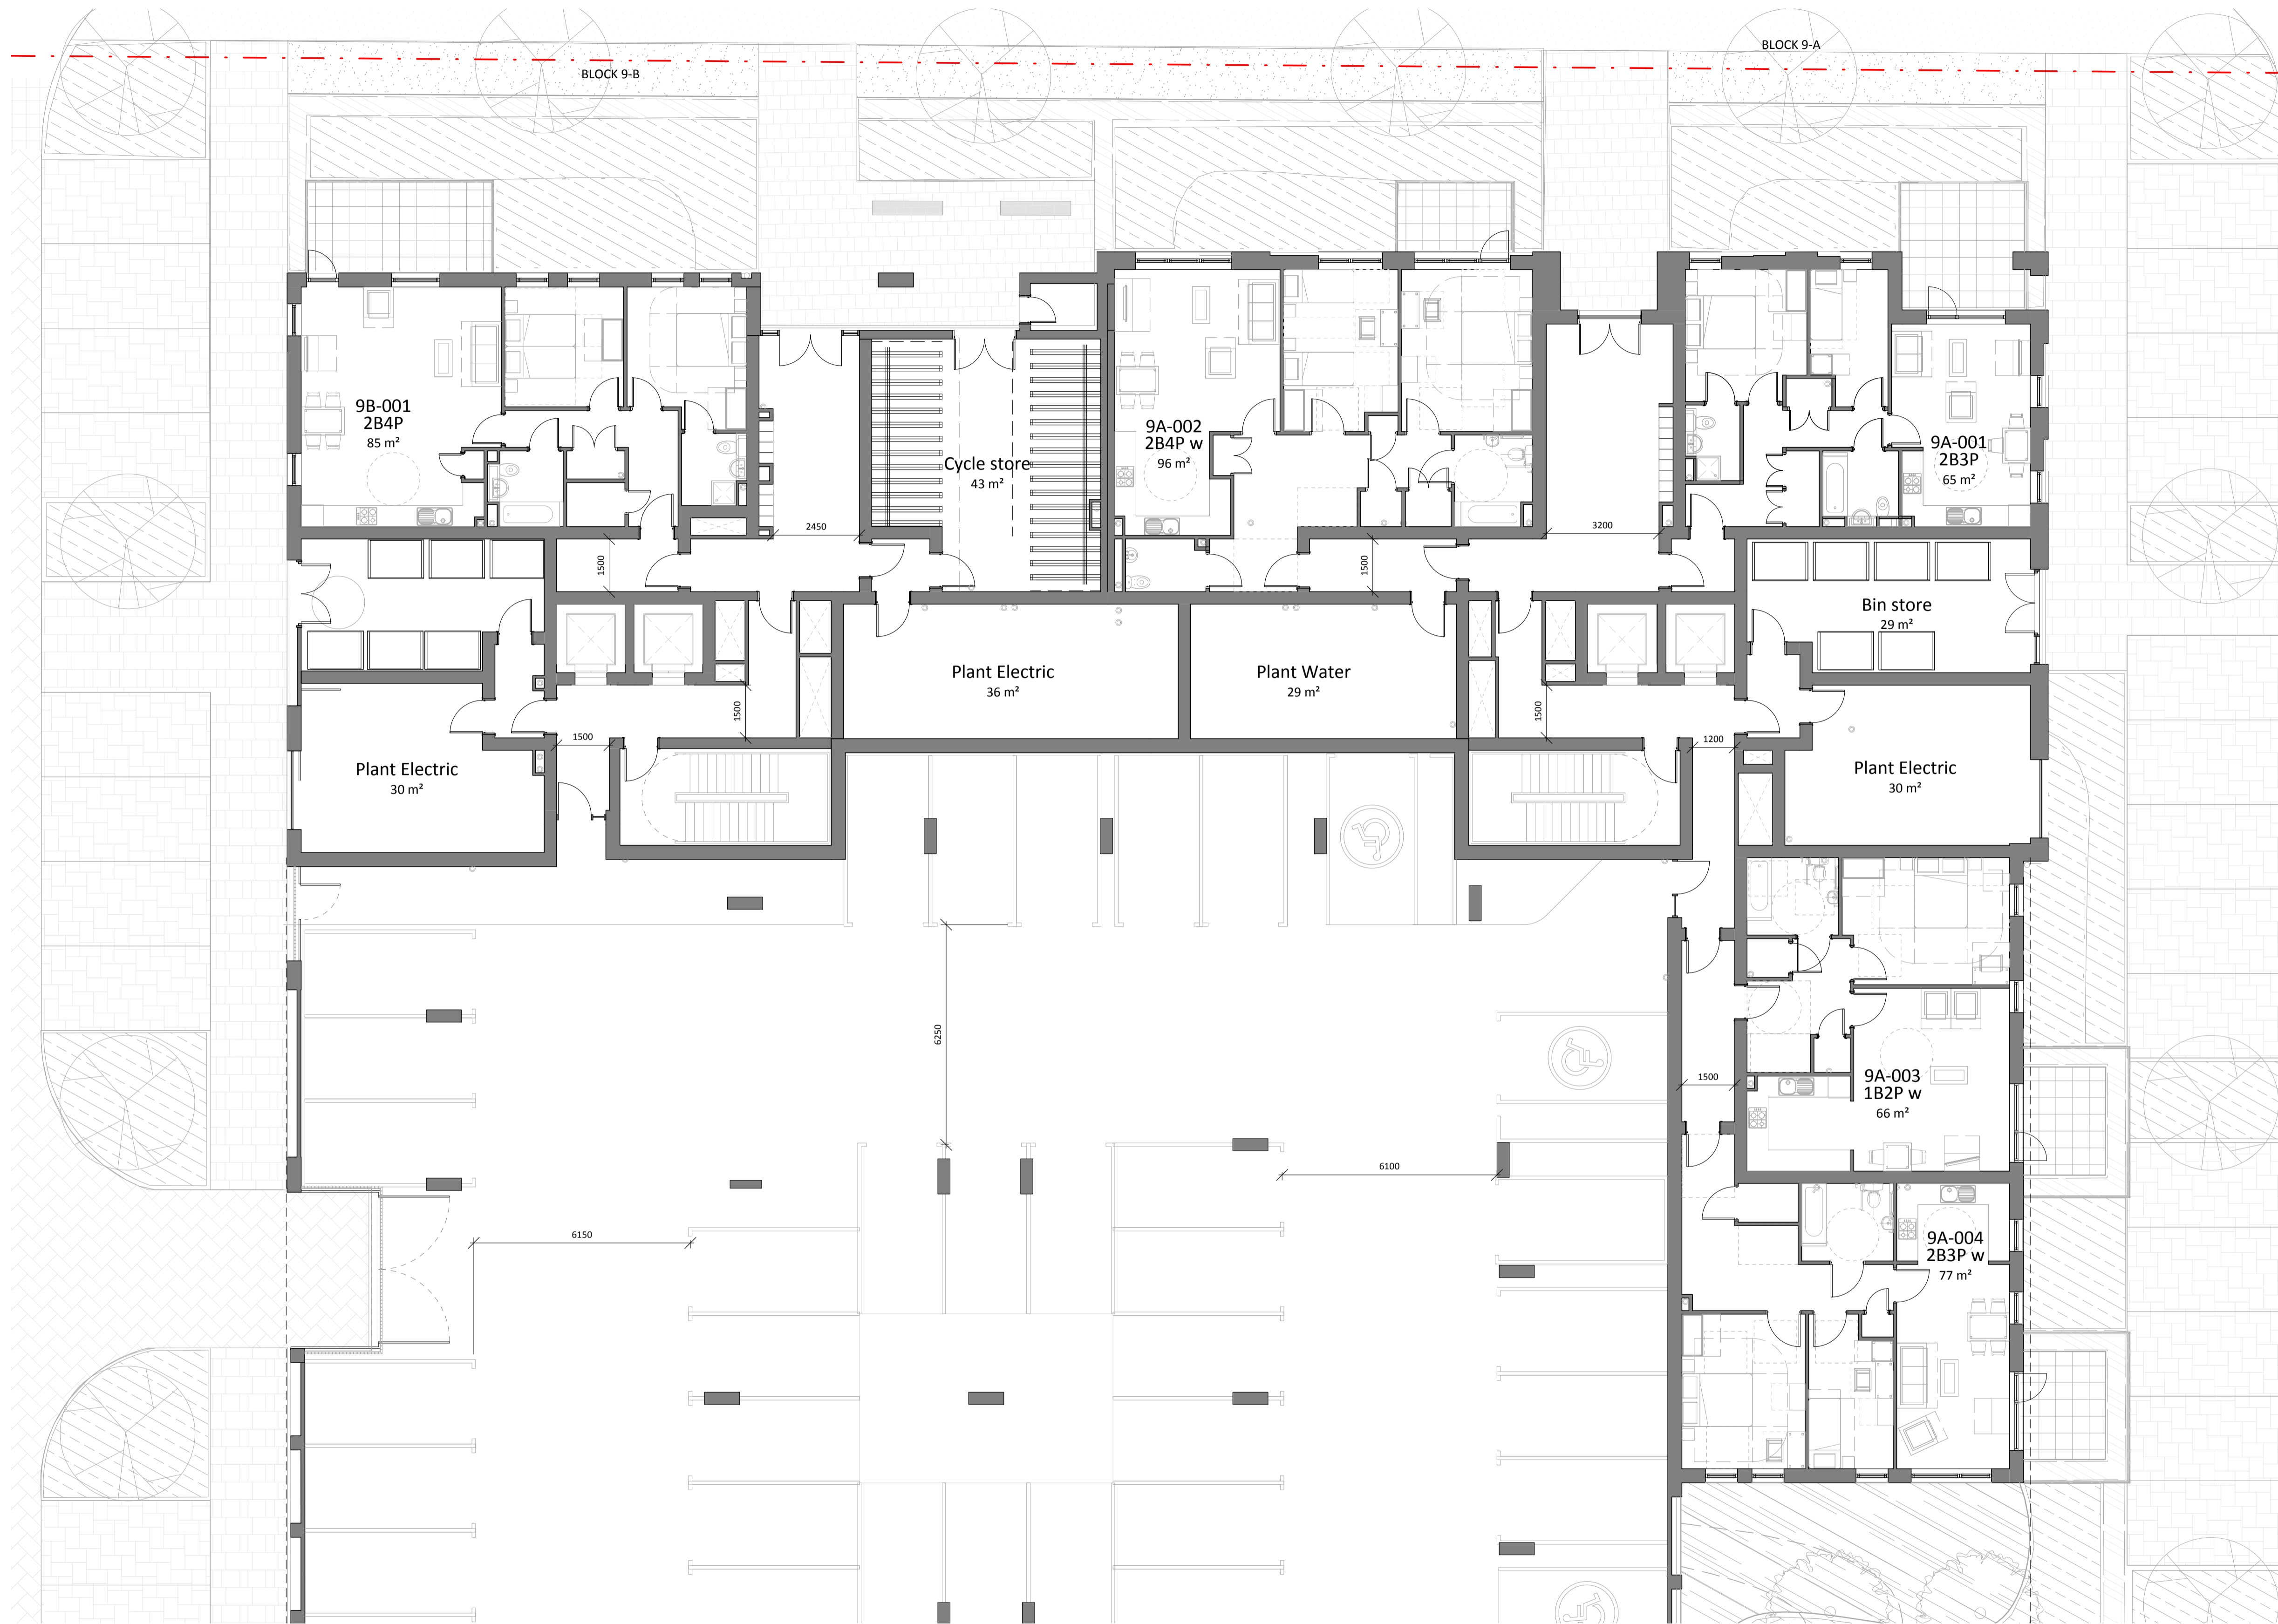 BLOCK 9-A
BLOCK 9-B
9B-001
2B4P
85 m²
Cycle store
43 m²
9A-002
2B4P w
96 m²
9A-001
2B3P
65 m²
2450
3200
1500
1500
Bin store
29 m²
Plant Electric
36 m²
Plant Water
29 m²
1500
1500
1500
1200
Plant Electric
30 m²
Plant Electric
30 m²
6250
1500
9A-003
1B2P w
66 m²
6100
6150
9A-004
2B3P w
77 m²